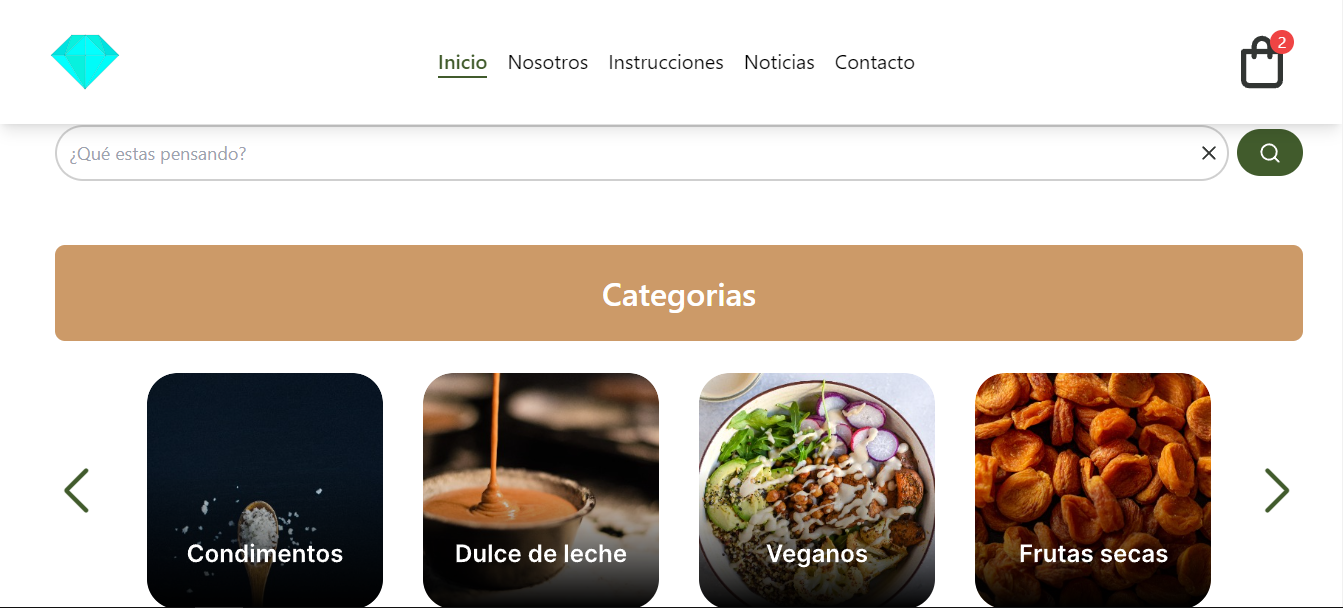 Inicio Nosotros Instrucciones Noticias Contacto
2
¿Qué estas pensando?
Categorias
Condimentos
Dulce de leche
Veganos
Frutas secas